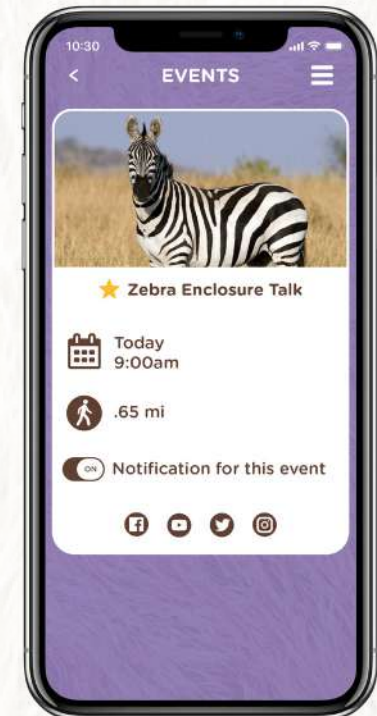 10:30
EVENTS
Zebra Enclosure Talk
Today
9:00am
.65 mi
ON
Notification for this event